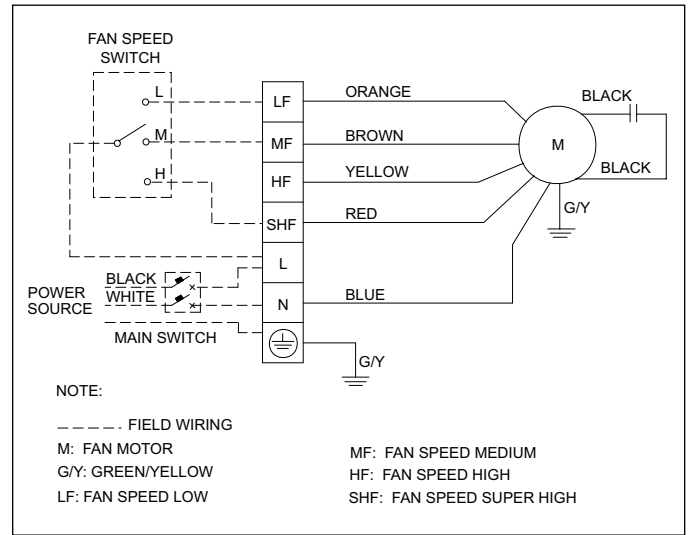 FAN SPEED
SWITCH
L
M
H
LF
MF
HF
SHF
L
N
ORANGE
BROWN
YELLOW
RED
BLUE
M
BLACK
BLACK
G/Y
POWER
SOURCE
BLACK
WHITE
MAIN SWITCH
G/Y
NOTE:
FIELD WIRING
M: FAN MOTOR
G/Y: GREEN/YELLOW
LF: FAN SPEED LOW
MF: FAN SPEED MEDIUM
HF: FAN SPEED HIGH
SHF: FAN SPEED SUPER HIGH